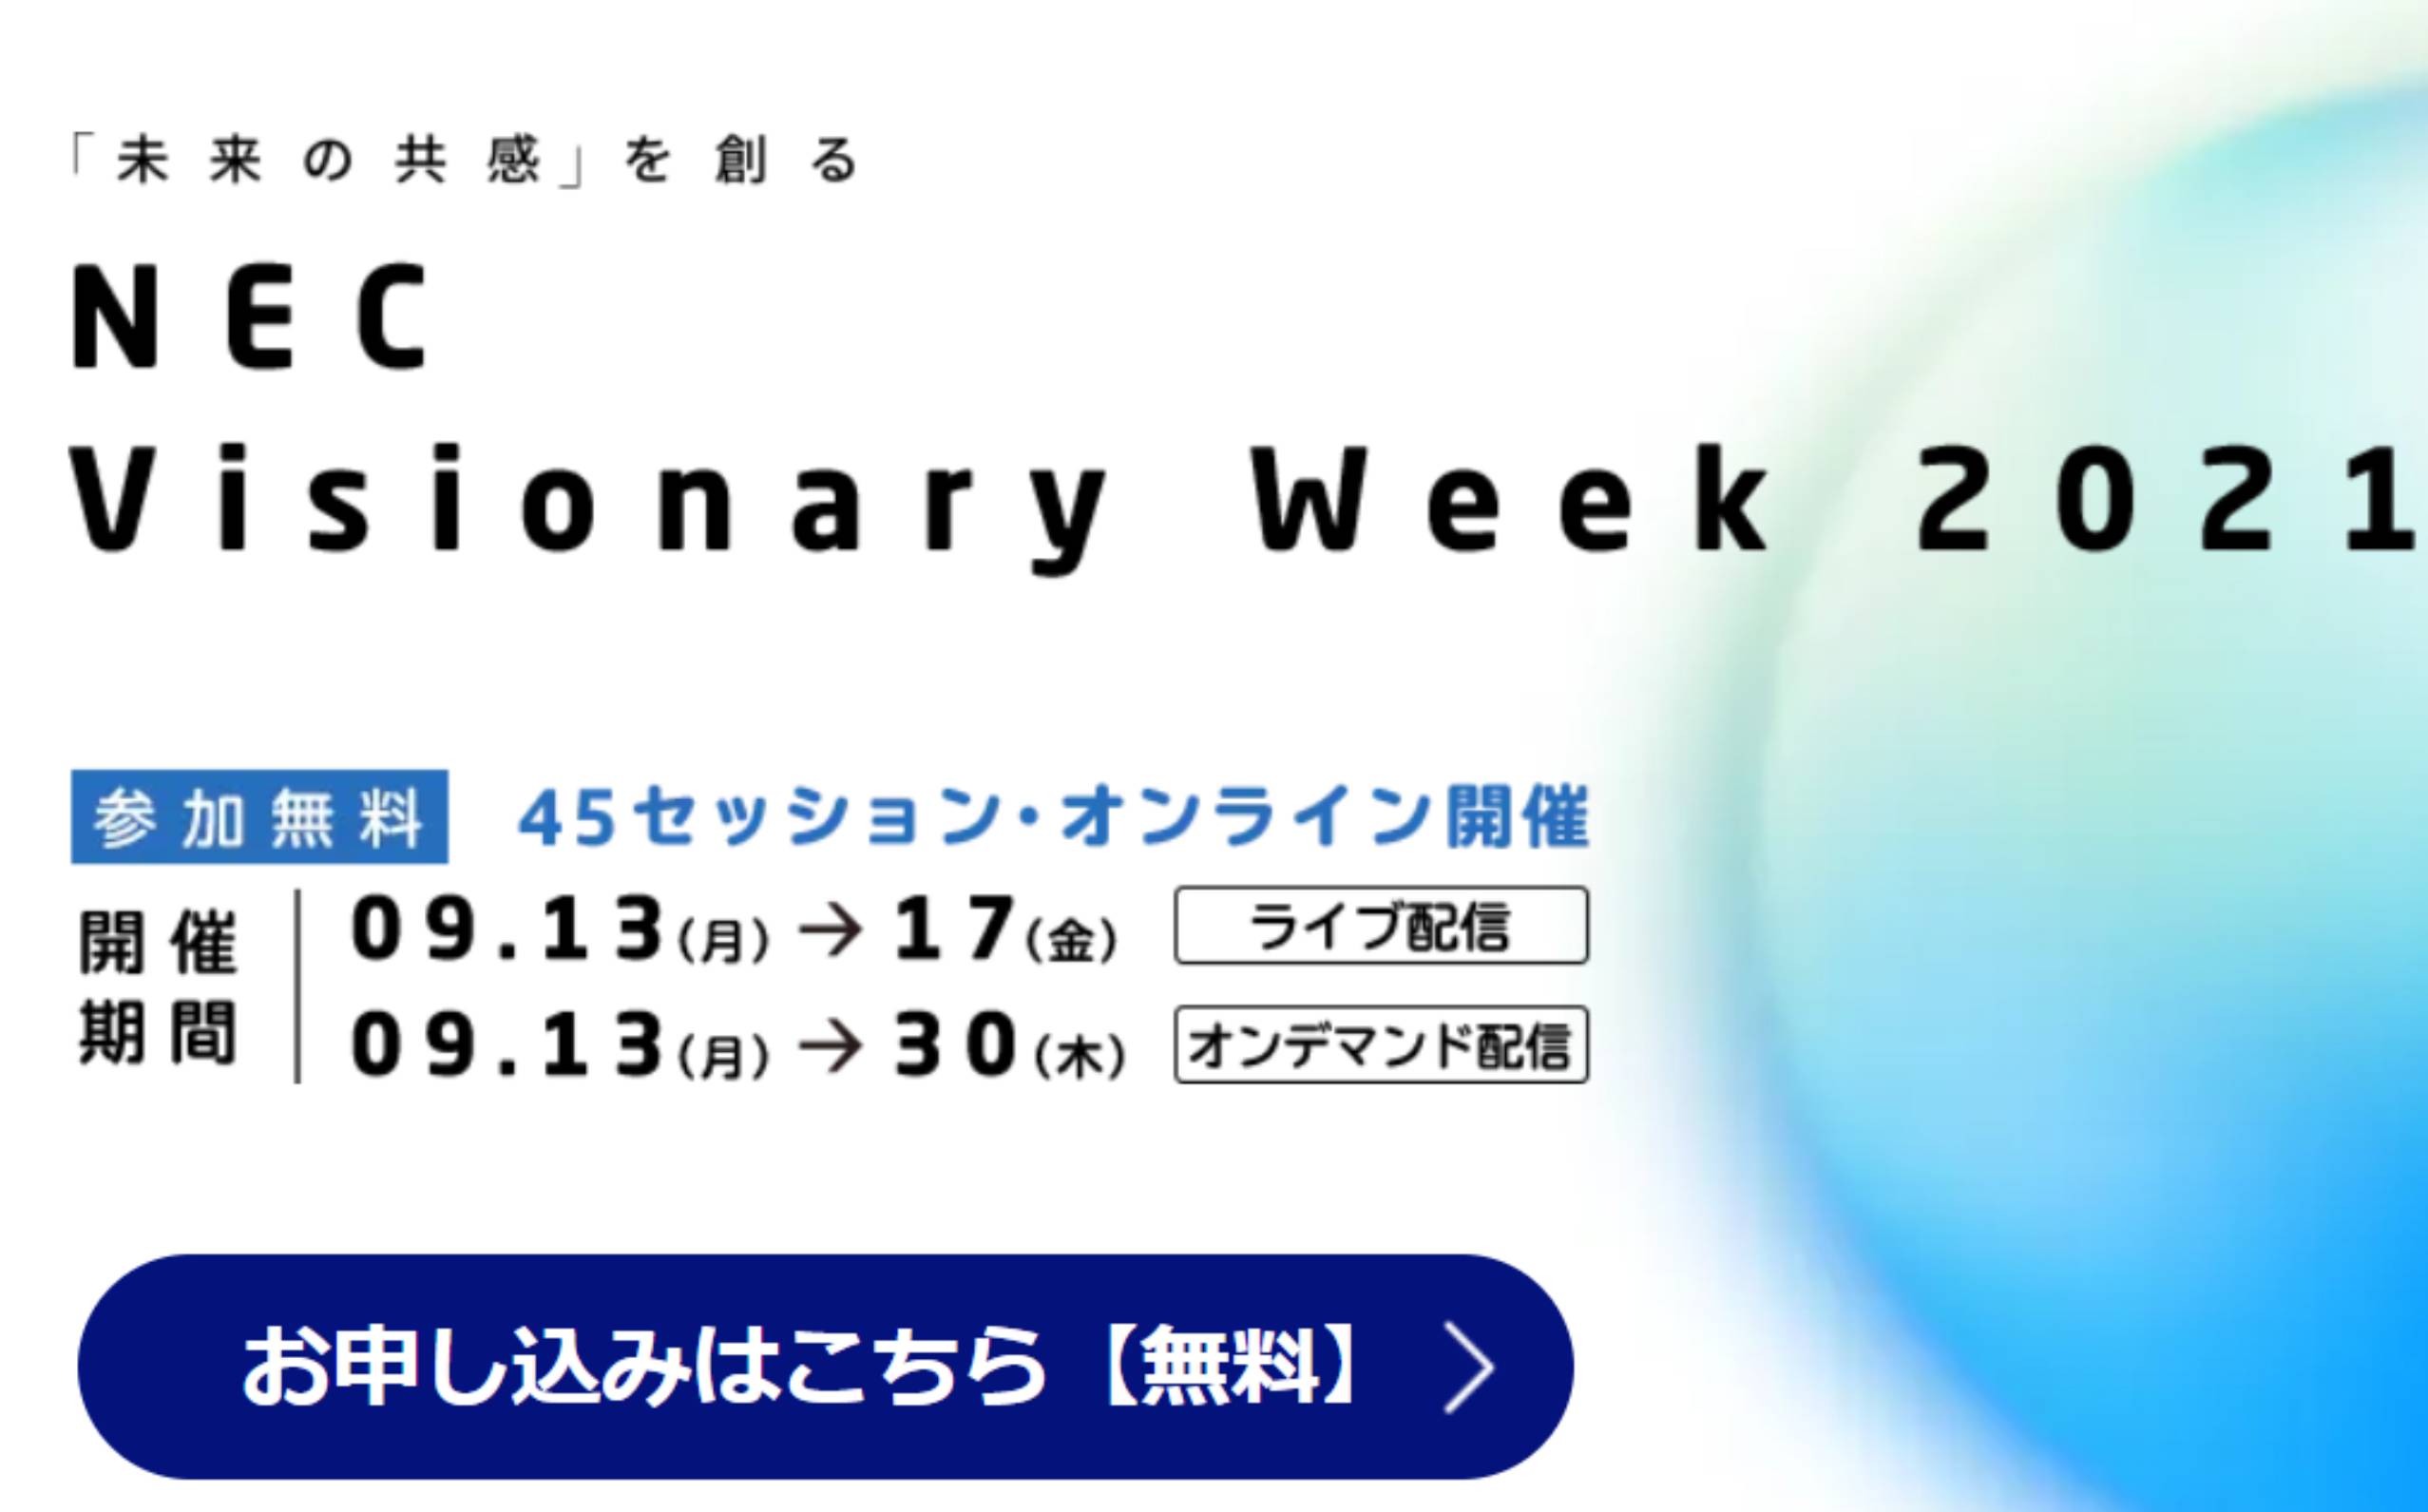 「未来の共感」を創る
NEC
Visionary Week 2021
参加無料 45セッション・オンライン開催
開催期間
09.13(月)→17(金) ライブ配信
09.13(月)→30(木) オンデマンド配信
お申し込みはこちら【無料】